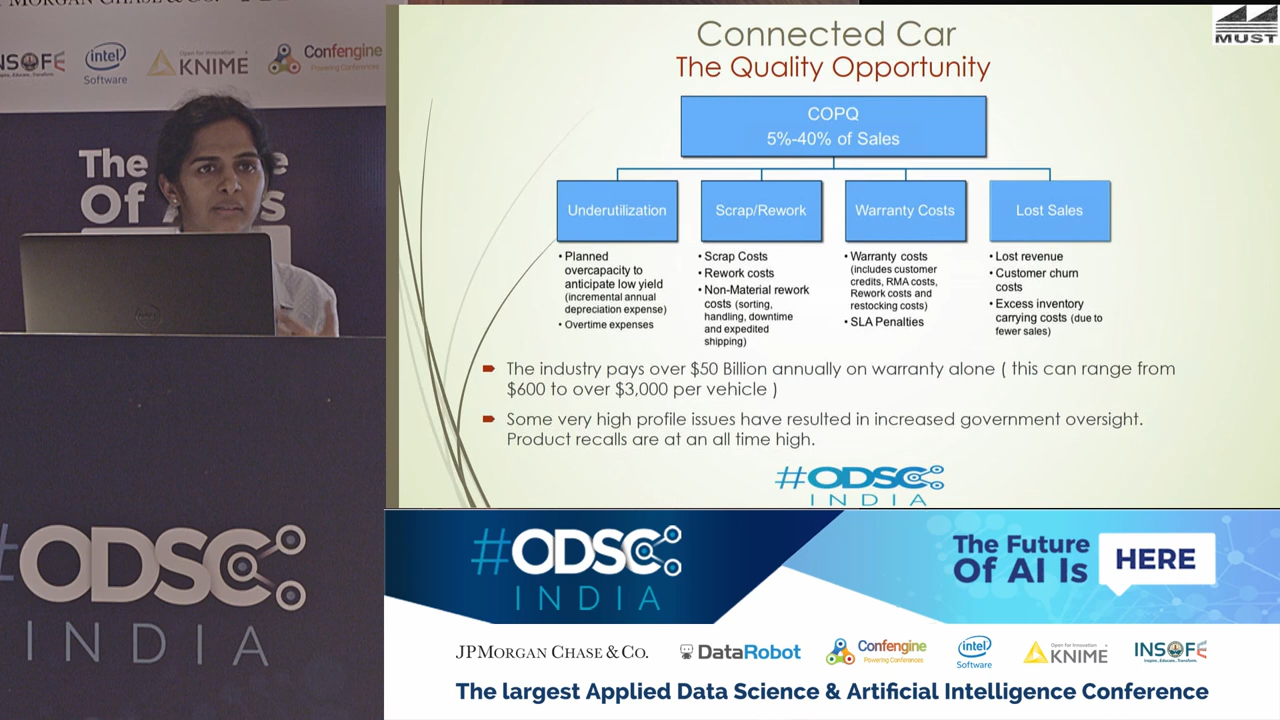 MORGAN CHASE & CO.
INSOFE
intel
Software
Open for Innovation
KNIME
Confengine
Powering Conferences
The
Of
#ODSC
INDIA
MUST
Connected Car
The Quality Opportunity
COPQ
5%-40% of Sales
Underutilization
Scrap/Rework
Warranty Costs
Lost Sales
• Planned
overcapacity to
anticipate low yield
(incremental annual
depreciation expense)
• Overtime expenses
• Scrap Costs
• Rework costs
• Non-Material rework
costs (sorting,
handling, downtime
and expedited
shipping)
• Warranty costs
(includes customer
credits, RMA costs,
Rework costs and
restocking costs)
• SLA Penalties
• Lost revenue
• Customer churn
costs
• Excess inventory
carrying costs (due to
fewer sales)
The industry pays over $50 Billion annually on warranty alone ( this can range from
$600 to over $3,000 per vehicle )
Some very high profile issues have resulted in increased government oversight.
Product recalls are at an all time high.
#ODSC
INDIA
#ODSC
INDIA
The Future
Of AI Is
HERE
JPMORGAN CHASE & CO.
DataRobot
Confengine
Powering Conferences
intel
Software
Open for Innovation
KNIME
INSOFE
Inspire...Educate...Transform.
The largest Applied Data Science & Artificial Intelligence Conference